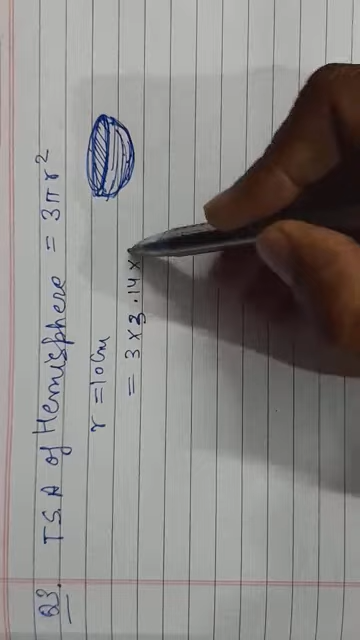 Q3. T.S.A of Hemisphere = 3πr²
r = 10cm
= 3 × 3.14 ×